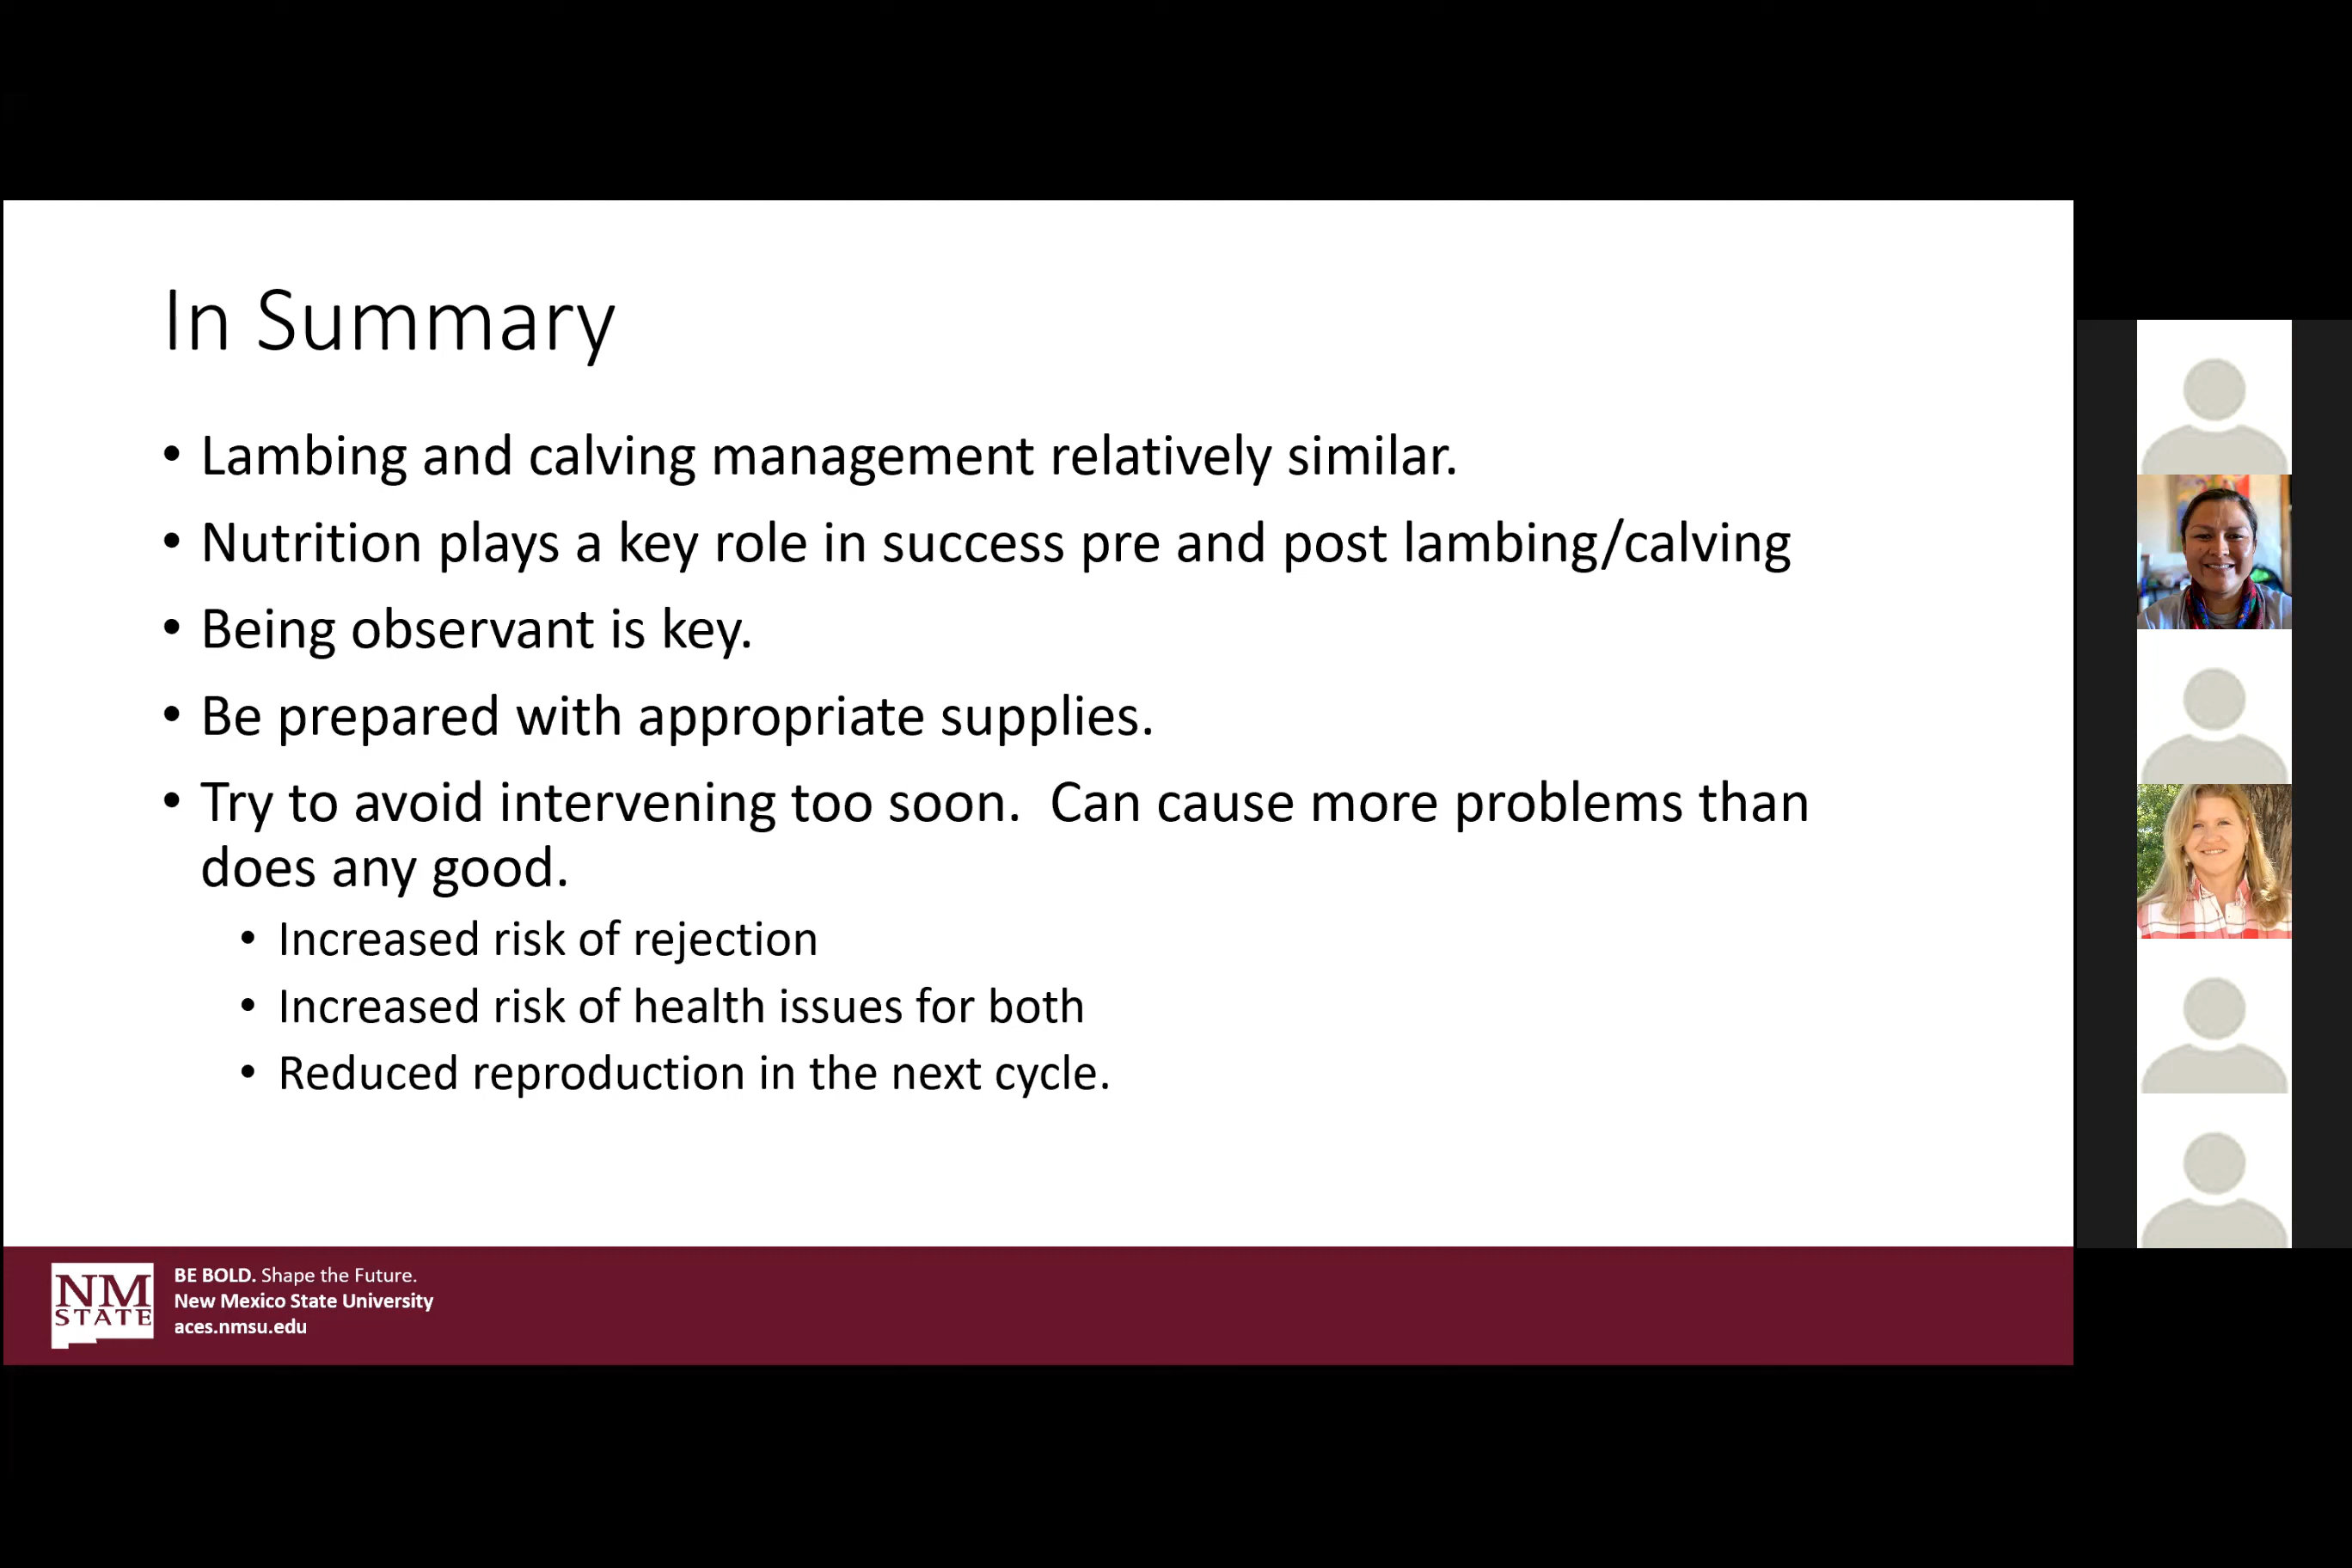 In Summary
• Lambing and calving management relatively similar.
• Nutrition plays a key role in success pre and post lambing/calving
• Being observant is key.
• Be prepared with appropriate supplies.
• Try to avoid intervening too soon.  Can cause more problems than
does any good.
• Increased risk of rejection
• Increased risk of health issues for both
• Reduced reproduction in the next cycle.
NM
STATE
BE BOLD. Shape the Future.
New Mexico State University
aces.nmsu.edu